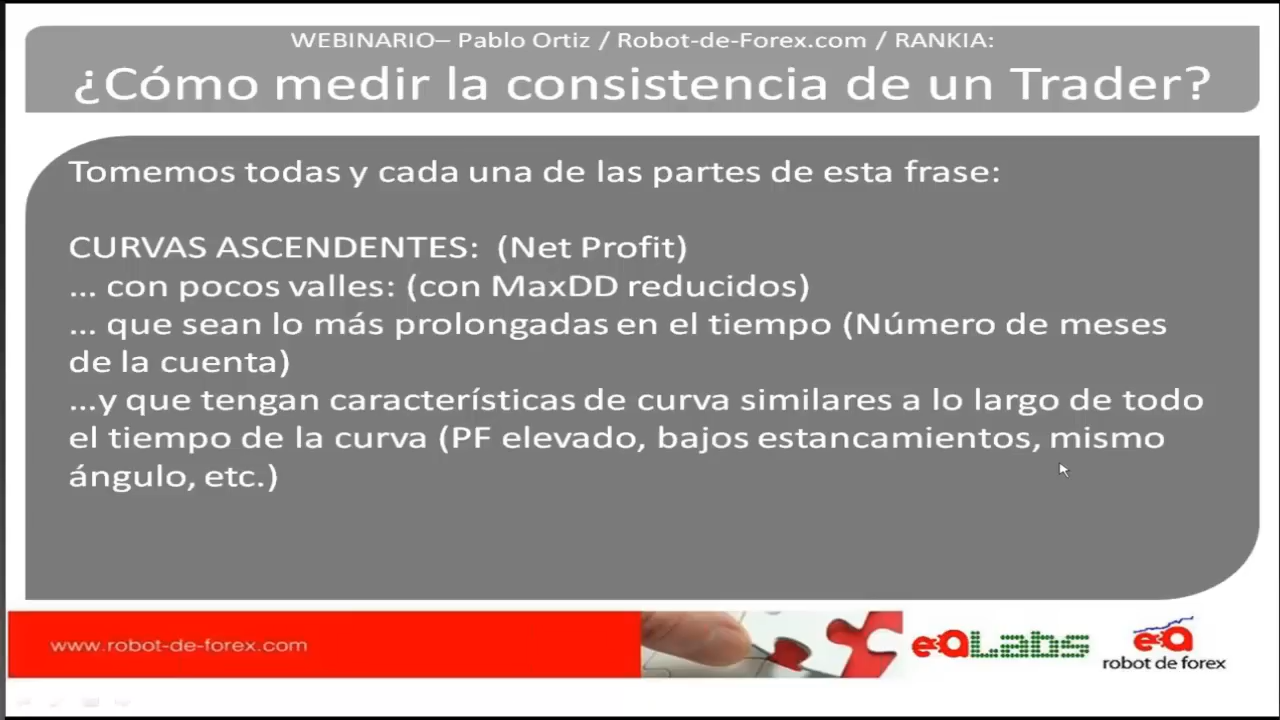 WEBINARIO– Pablo Ortiz / Robot-de-Forex.com / RANKIA:
¿Cómo medir la consistencia de un Trader?
Tomemos todas y cada una de las partes de esta frase:
CURVAS ASCENDENTES: (Net Profit)
... con pocos valles: (con MaxDD reducidos)
... que sean lo más prolongadas en el tiempo (Número de meses
de la cuenta)
...y que tengan características de curva similares a lo largo de todo
el tiempo de la curva (PF elevado, bajos estancamientos, mismo
ángulo, etc.)
www.robot-de-forex.com
eaLabs
ea
robot de forex